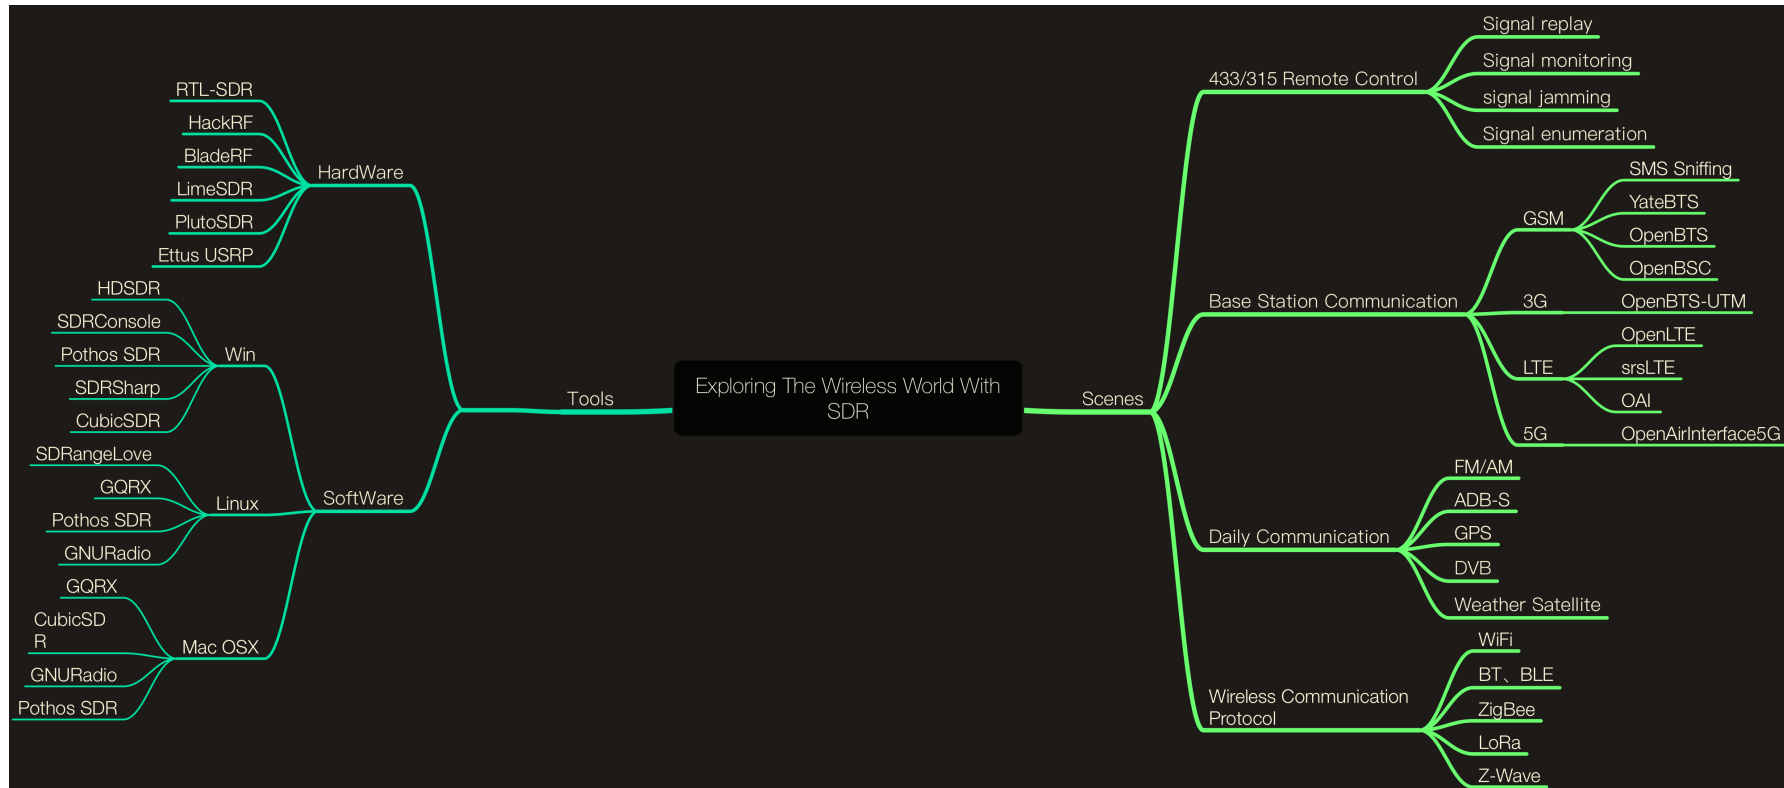 Exploring The Wireless World With
SDR
Tools
HardWare
RTL-SDR
HackRF
BladeRF
LimeSDR
PlutoSDR
Ettus USRP
SoftWare
Win
HDSDR
SDRConsole
Pothos SDR
SDRSharp
CubicSDR
Linux
SDRangeLove
GQRX
Pothos SDR
GNURadio
Mac OSX
GQRX
CubicSD
R
GNURadio
Pothos SDR
Scenes
433/315 Remote Control
Signal replay
Signal monitoring
signal jamming
Signal enumeration
Base Station Communication
GSM
SMS Sniffing
YateBTS
OpenBTS
OpenBSC
3G
OpenBTS-UTM
LTE
OpenLTE
srsLTE
OAI
5G
OpenAirInterface5G
Daily Communication
FM/AM
ADB-S
GPS
DVB
Weather Satellite
Wireless Communication
Protocol
WiFi
BT、BLE
ZigBee
LoRa
Z-Wave